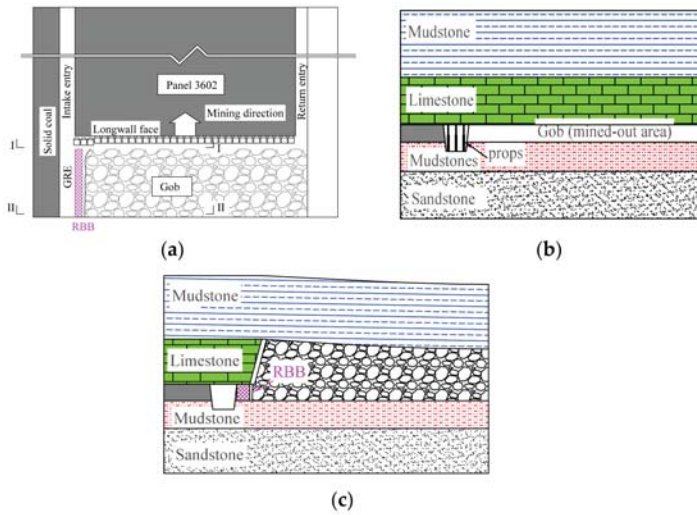 Solid coal
Intake entry
Panel 3602
Return entry
Mining direction
Longwall face
I
I
GRE
Gob
II
II
RBB
(a)
Mudstone
Limestone
Gob (mined-out area)
props
Mudstones
Sandstone
(b)
Mudstone
Limestone
RBB
Mudstone
Sandstone
(c)